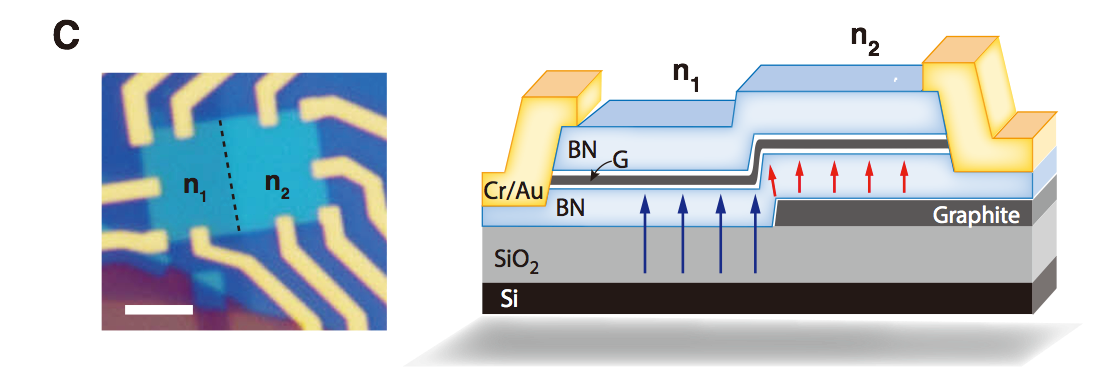 C
n1
n2
n1
n2
BN
G
Cr/Au
BN
Graphite
SiO2
Si